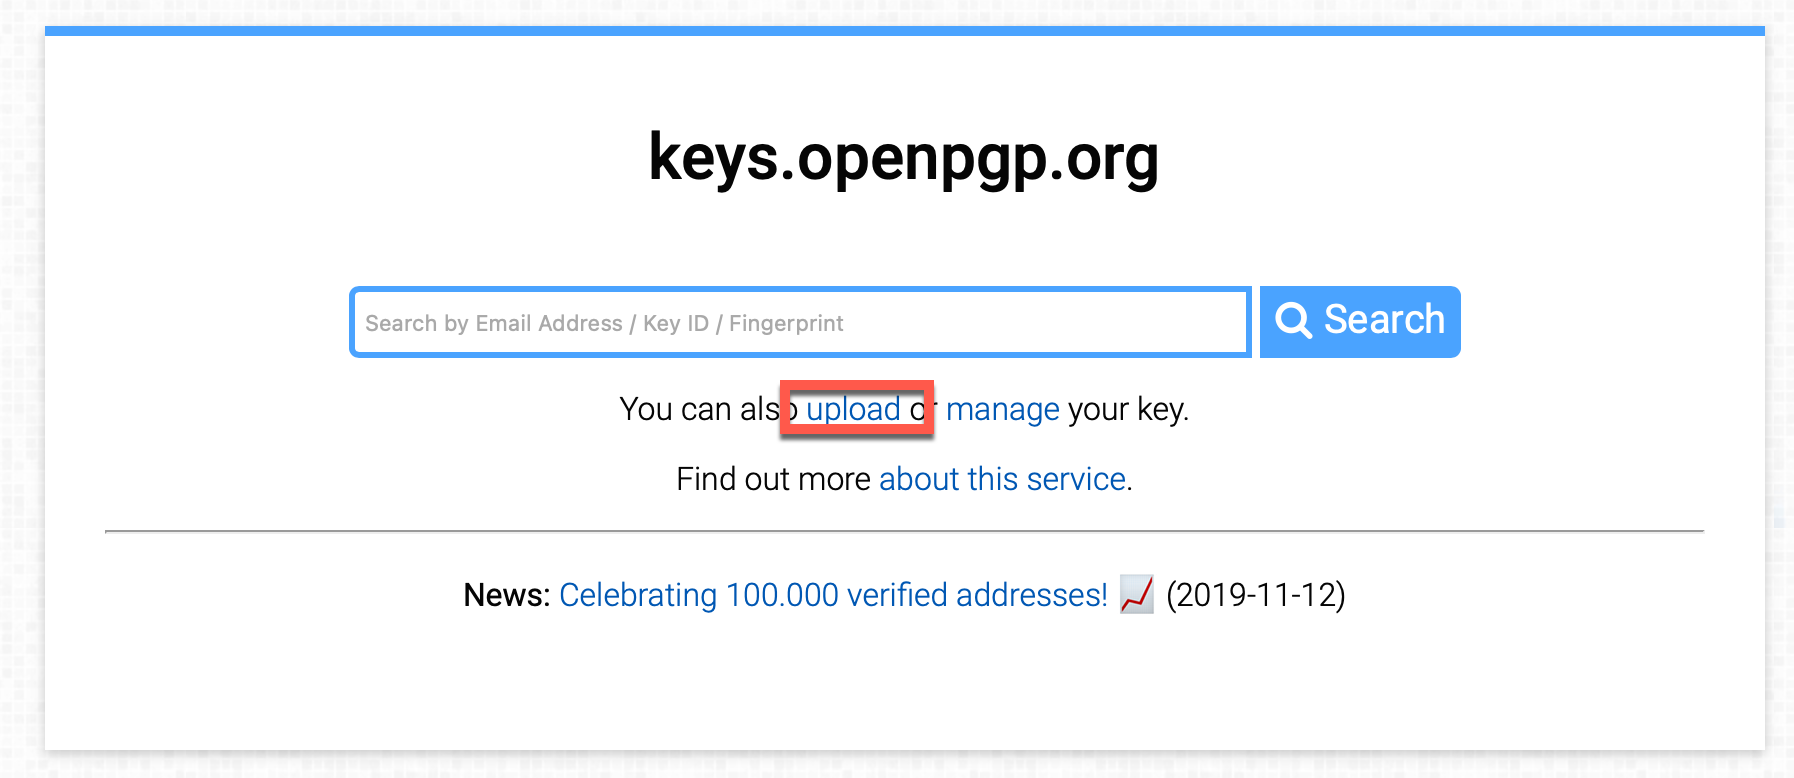 keys.openpgp.org
Search by Email Address / Key ID / Fingerprint
Search
You can also upload or manage your key.
Find out more about this service.
News: Celebrating 100.000 verified addresses! 📈 (2019-11-12)